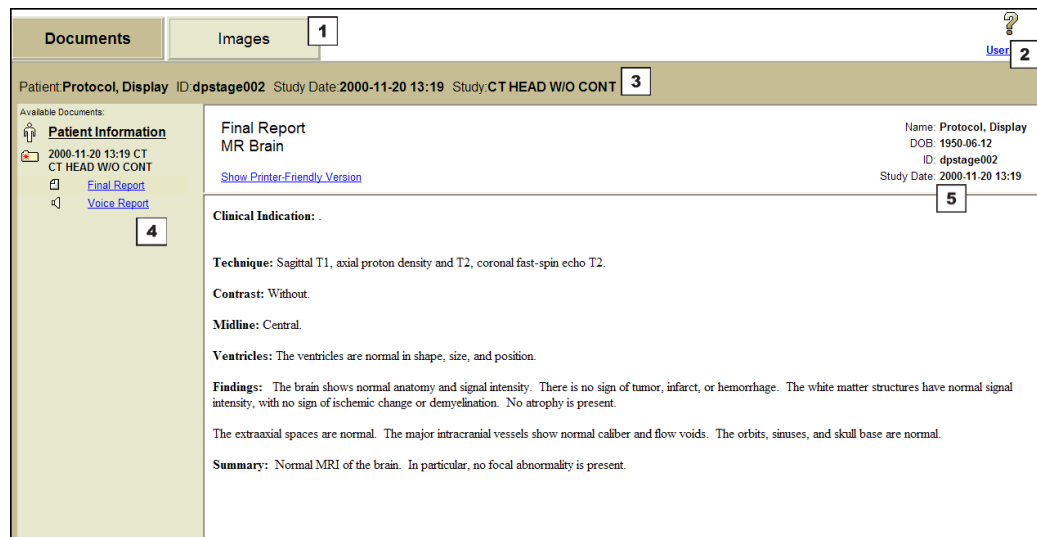 Documents
Images
1
User
2
Patient:Protocol, Display ID:dpstage002 Study Date:2000-11-20 13:19 Study:CT HEAD W/O CONT
3
Available Documents:
Patient Information
2000-11-20 13:19 CT
CT HEAD W/O CONT
Final Report
Voice Report
4
Final Report
MR Brain
Show Printer-Friendly Version
Name: Protocol, Display
DOB: 1950-06-12
ID: dpstage002
Study Date: 2000-11-20 13:19
5
Clinical Indication: .
Technique: Sagittal T1, axial proton density and T2, coronal fast-spin echo T2.
Contrast: Without.
Midline: Central.
Ventricles: The ventricles are normal in shape, size, and position.
Findings: The brain shows normal anatomy and signal intensity. There is no sign of tumor, infarct, or hemorrhage. The white matter structures have normal signal
intensity, with no sign of ischemic change or demyelination. No atrophy is present.
The extraaxial spaces are normal. The major intracranial vessels show normal caliber and flow voids. The orbits, sinuses, and skull base are normal.
Summary: Normal MRI of the brain. In particular, no focal abnormality is present.